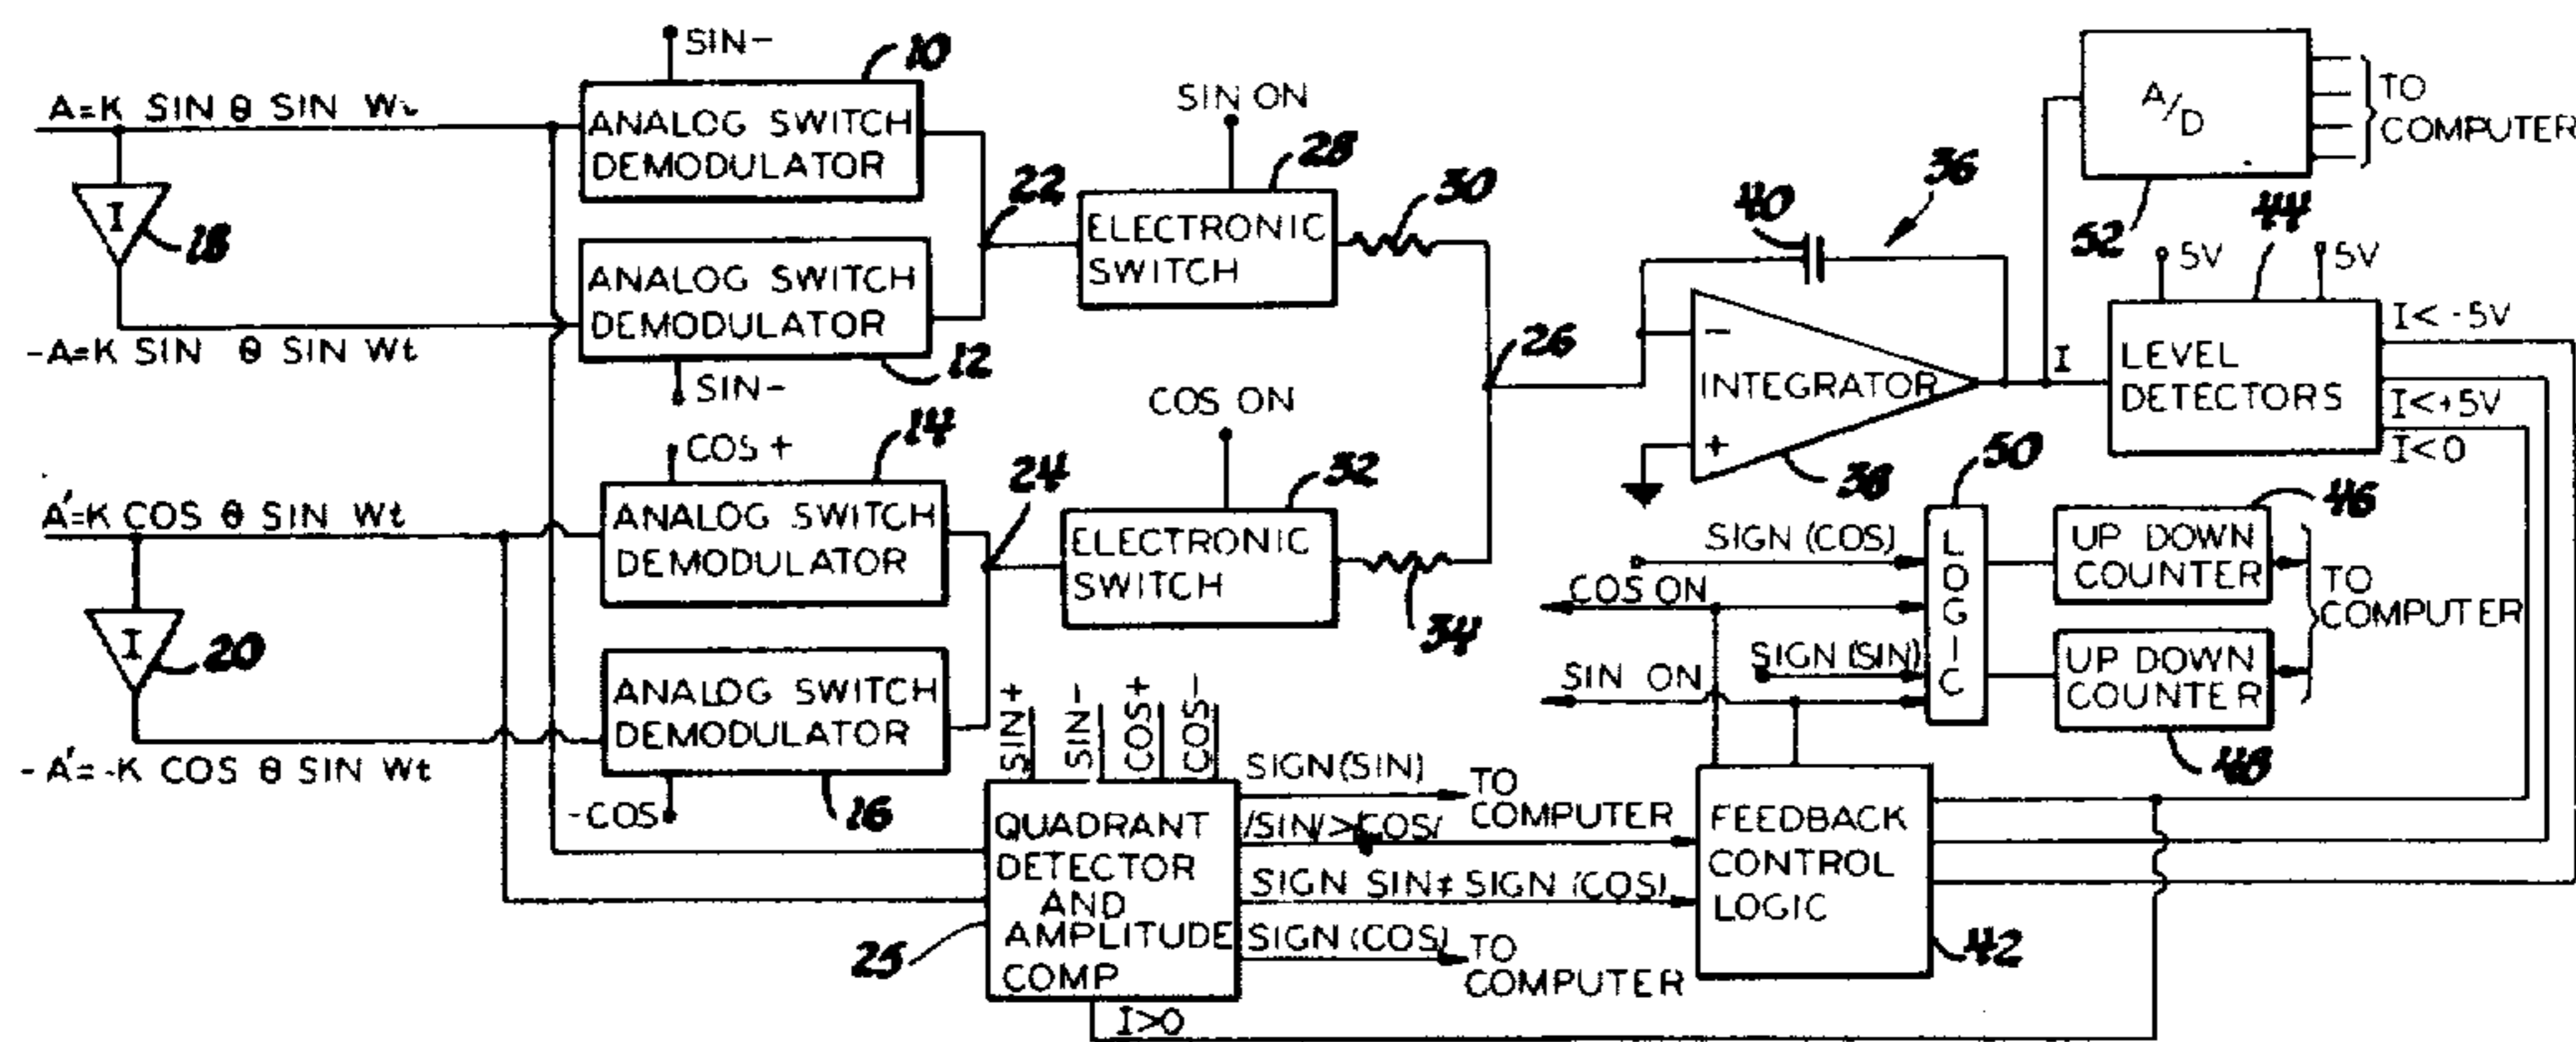 SIN-
10
A=K SIN θ SIN Wt
ANALOG SWITCH
DEMODULATOR
I
18
-A=K SIN θ SIN Wt
ANALOG SWITCH
DEMODULATOR
12
SIN-
22
SIN ON
28
ELECTRONIC
SWITCH
30
26
40
36
-
+
INTEGRATOR
38
I
A/D
TO
COMPUTER
52
44
5V
5V
LEVEL
DETECTORS
I< -5V
I<+5V
I<0
COS +
14
A'=K COS θ SIN Wt
ANALOG SWITCH
DEMODULATOR
I
20
-A'=-K COS θ SIN Wt
ANALOG SWITCH
DEMODULATOR
-COS
16
24
COS ON
32
ELECTRONIC
SWITCH
34
50
SIGN (COS)
COS ON
SIGN (SIN)
SIN ON
LOGIC
UP DOWN
COUNTER
46
UP DOWN
COUNTER
48
TO
COMPUTER
SIN+
SIN-
COS+
COS-
QUADRANT
DETECTOR
AND
AMPLITUDE
COMP
25
SIGN(SIN)
TO
COMPUTER
/SIN/>/COS/
SIGN SIN≠SIGN (COS)
SIGN (COS)
TO
COMPUTER
I>0
FEEDBACK
CONTROL
LOGIC
42